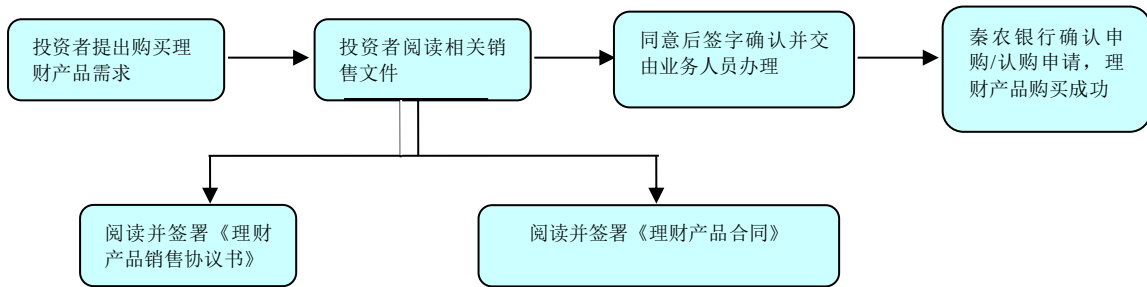 投资者提出购买理
财产品需求
投资者阅读相关销
售文件
同意后签字确认并交
由业务人员办理
秦农银行确认申
购/认购申请，理
财产品购买成功
阅读并签署《理财
产品销售协议书》
阅读并签署《理财产品合同》